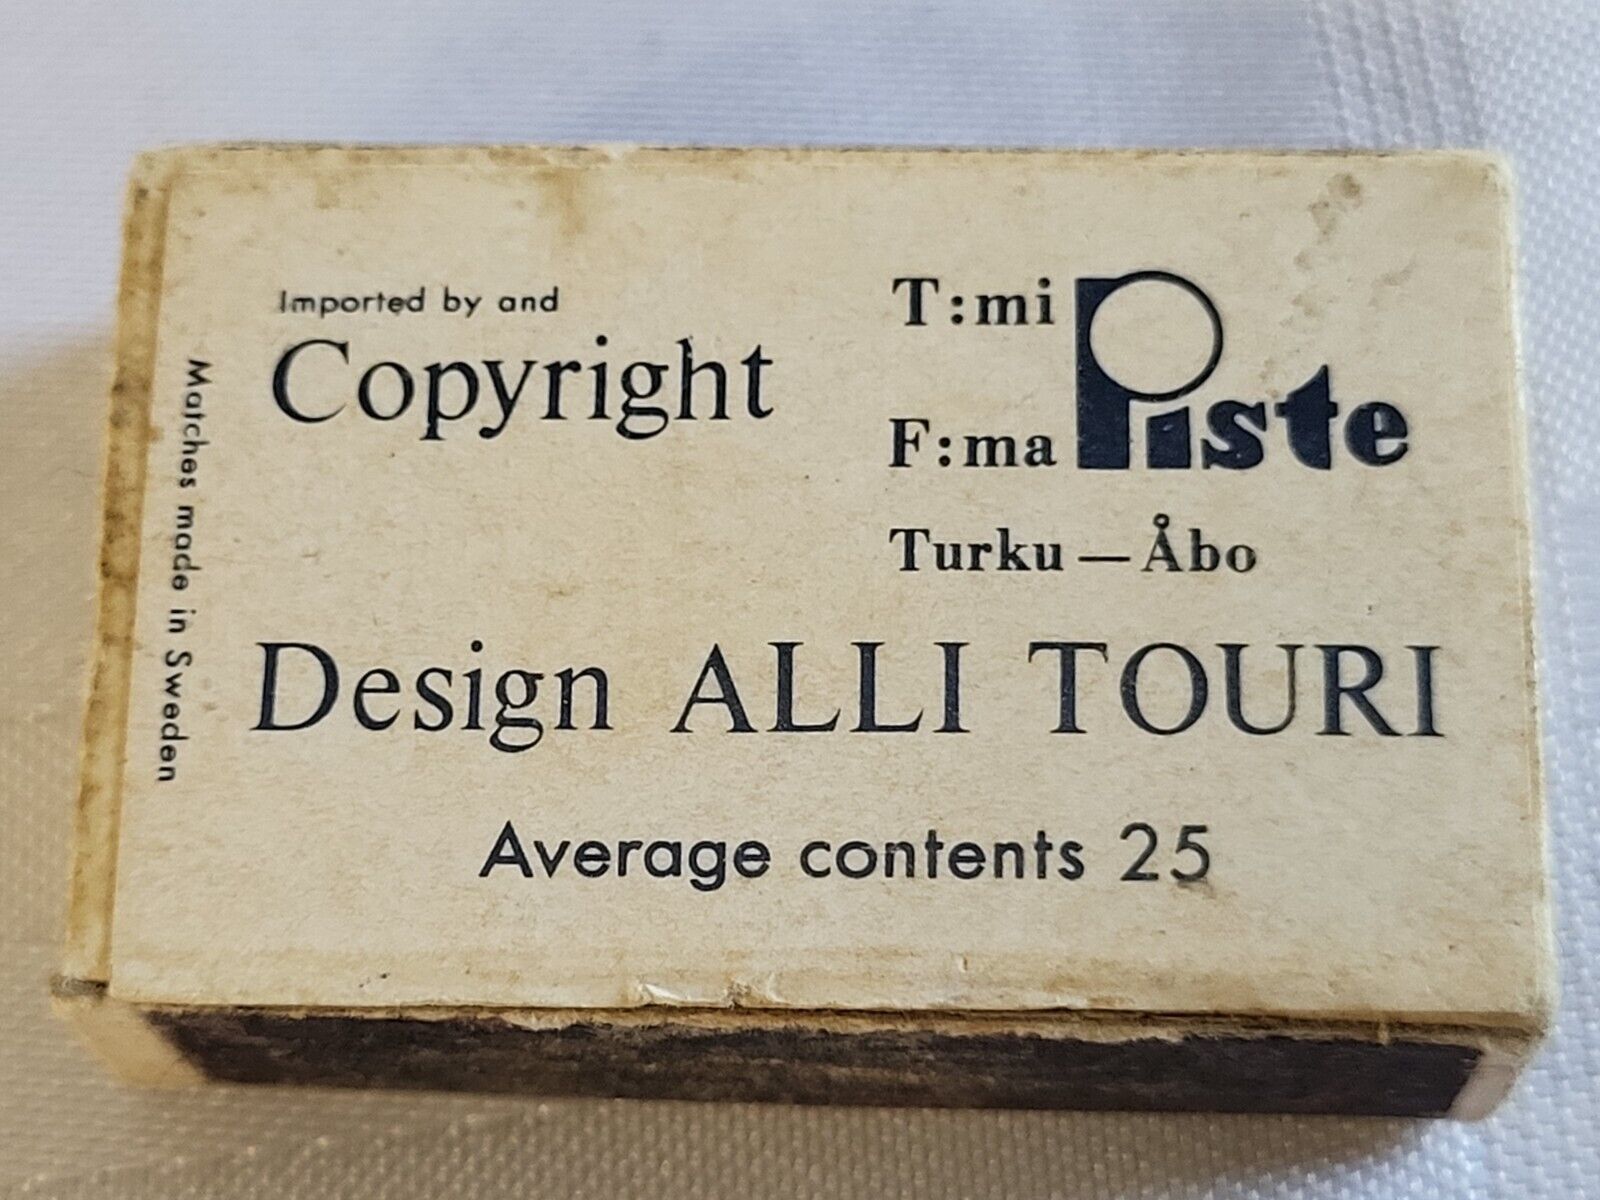 Imported by and
Copyright
T:mi
F:ma
Piste
Turku — Åbo
Design ALLI TOURI
Average contents 25
Matches made in Sweden